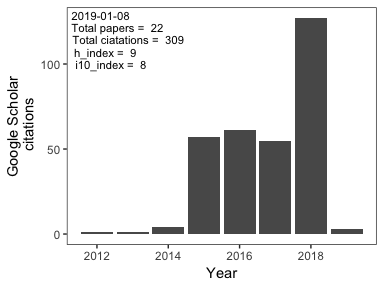 2019-01-08
Total papers = 22
Total ciatations = 309
h_index = 9
i10_index = 8
100
50
0
Google Scholar
citations
2012
2014
2016
2018
Year